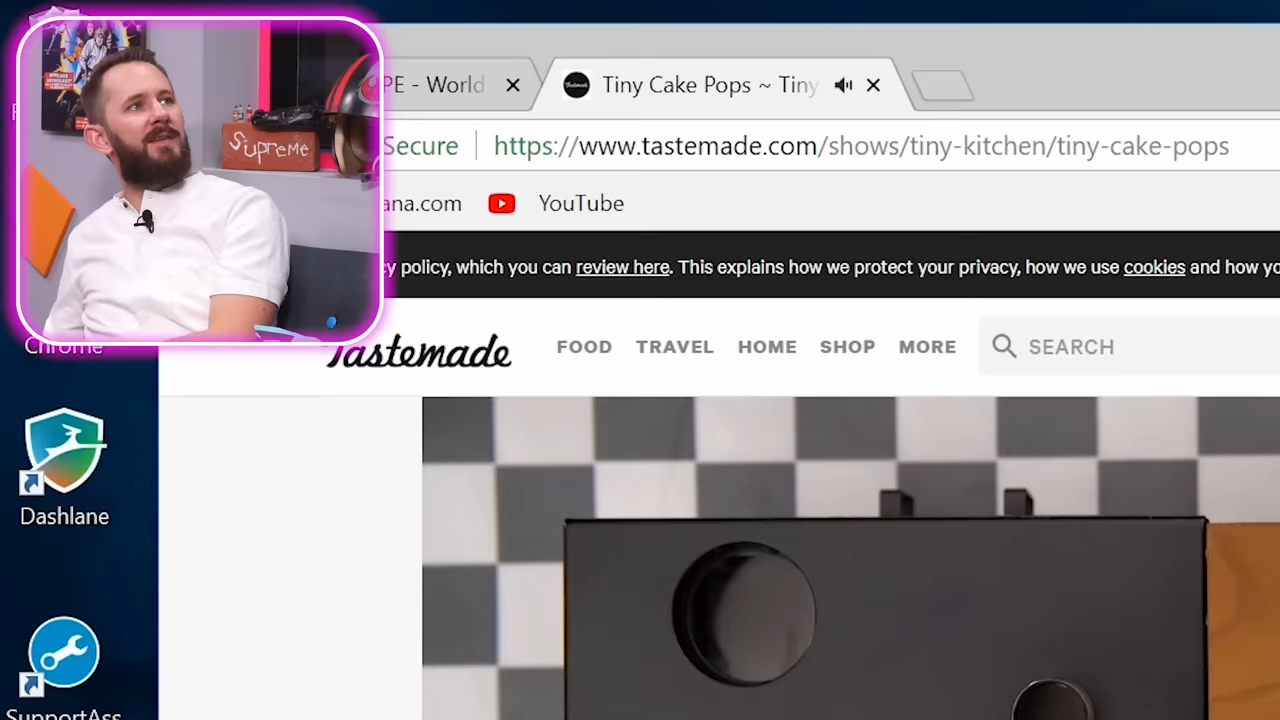 PE - World
Tiny Cake Pops ~ Tiny
Supreme
Secure
https://www.tastemade.com/shows/tiny-kitchen/tiny-cake-pops
ana.com
YouTube
policy, which you can review here. This explains how we protect your privacy, how we use cookies and how yo
Chrome
Tastemade
FOOD TRAVEL HOME SHOP MORE SEARCH
Dashlane
SupportAss